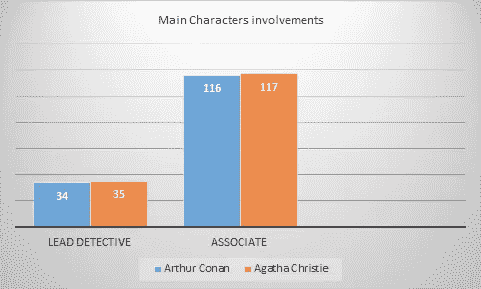 Main Characters involvements
116
117
34
35
LEAD DETECTIVE
ASSOCIATE
Arthur Conan
Agatha Christie